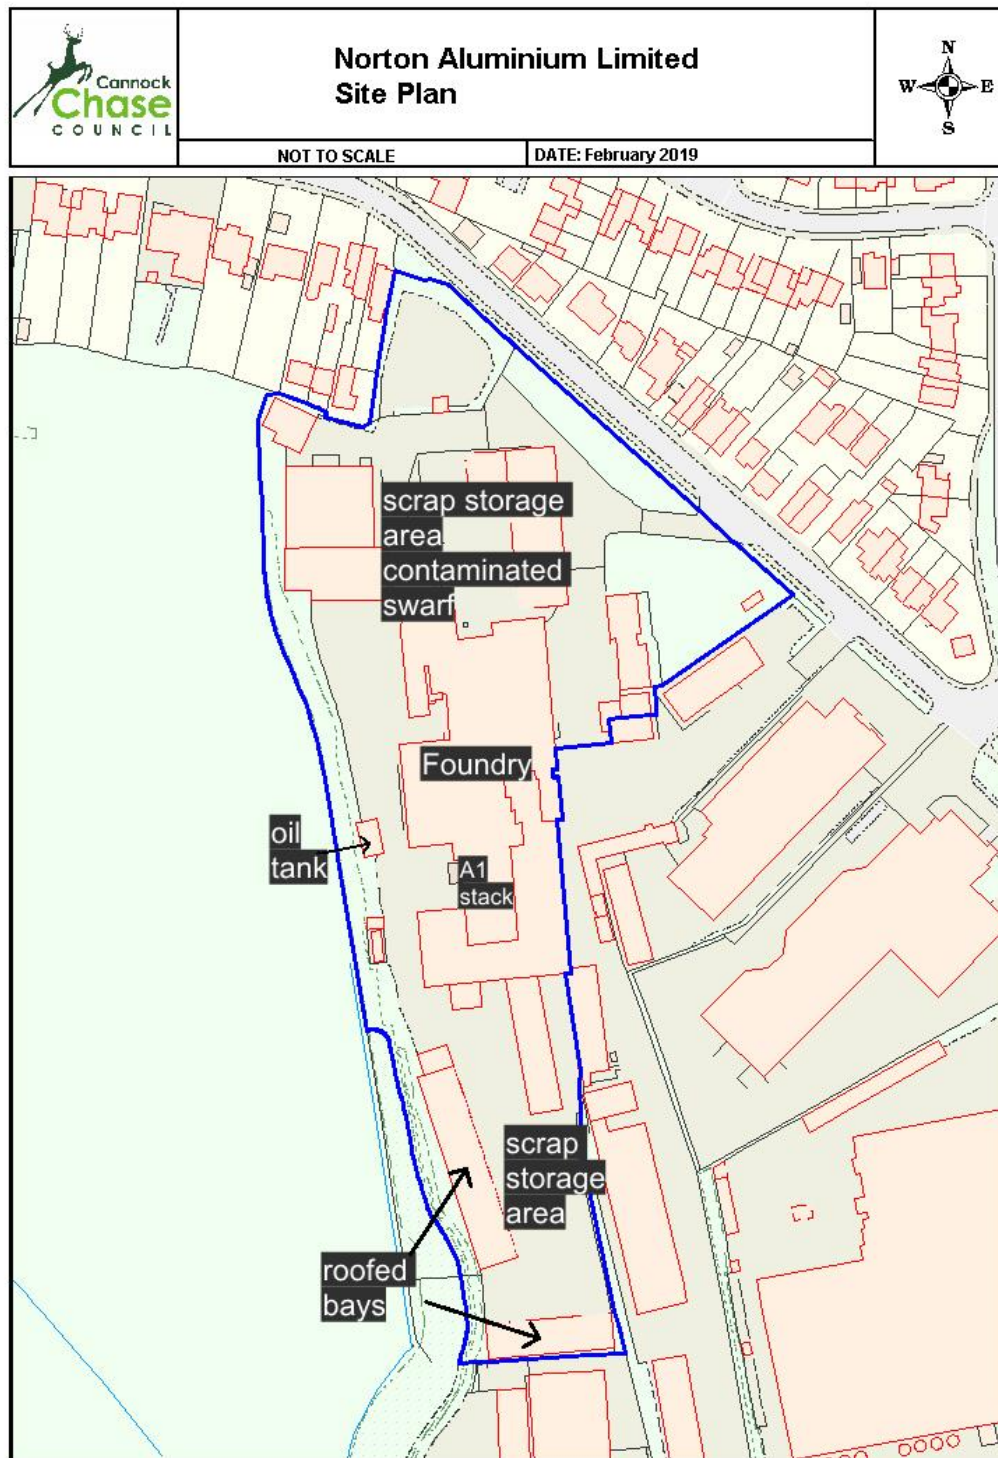 Cannock
Chase
COUNCIL
Norton Aluminium Limited
Site Plan
N
W E
S
NOT TO SCALE
DATE: February 2019
scrap storage
area
contaminated
swarf
Foundry
oil
tank
A1
stack
scrap
storage
area
roofed
bays